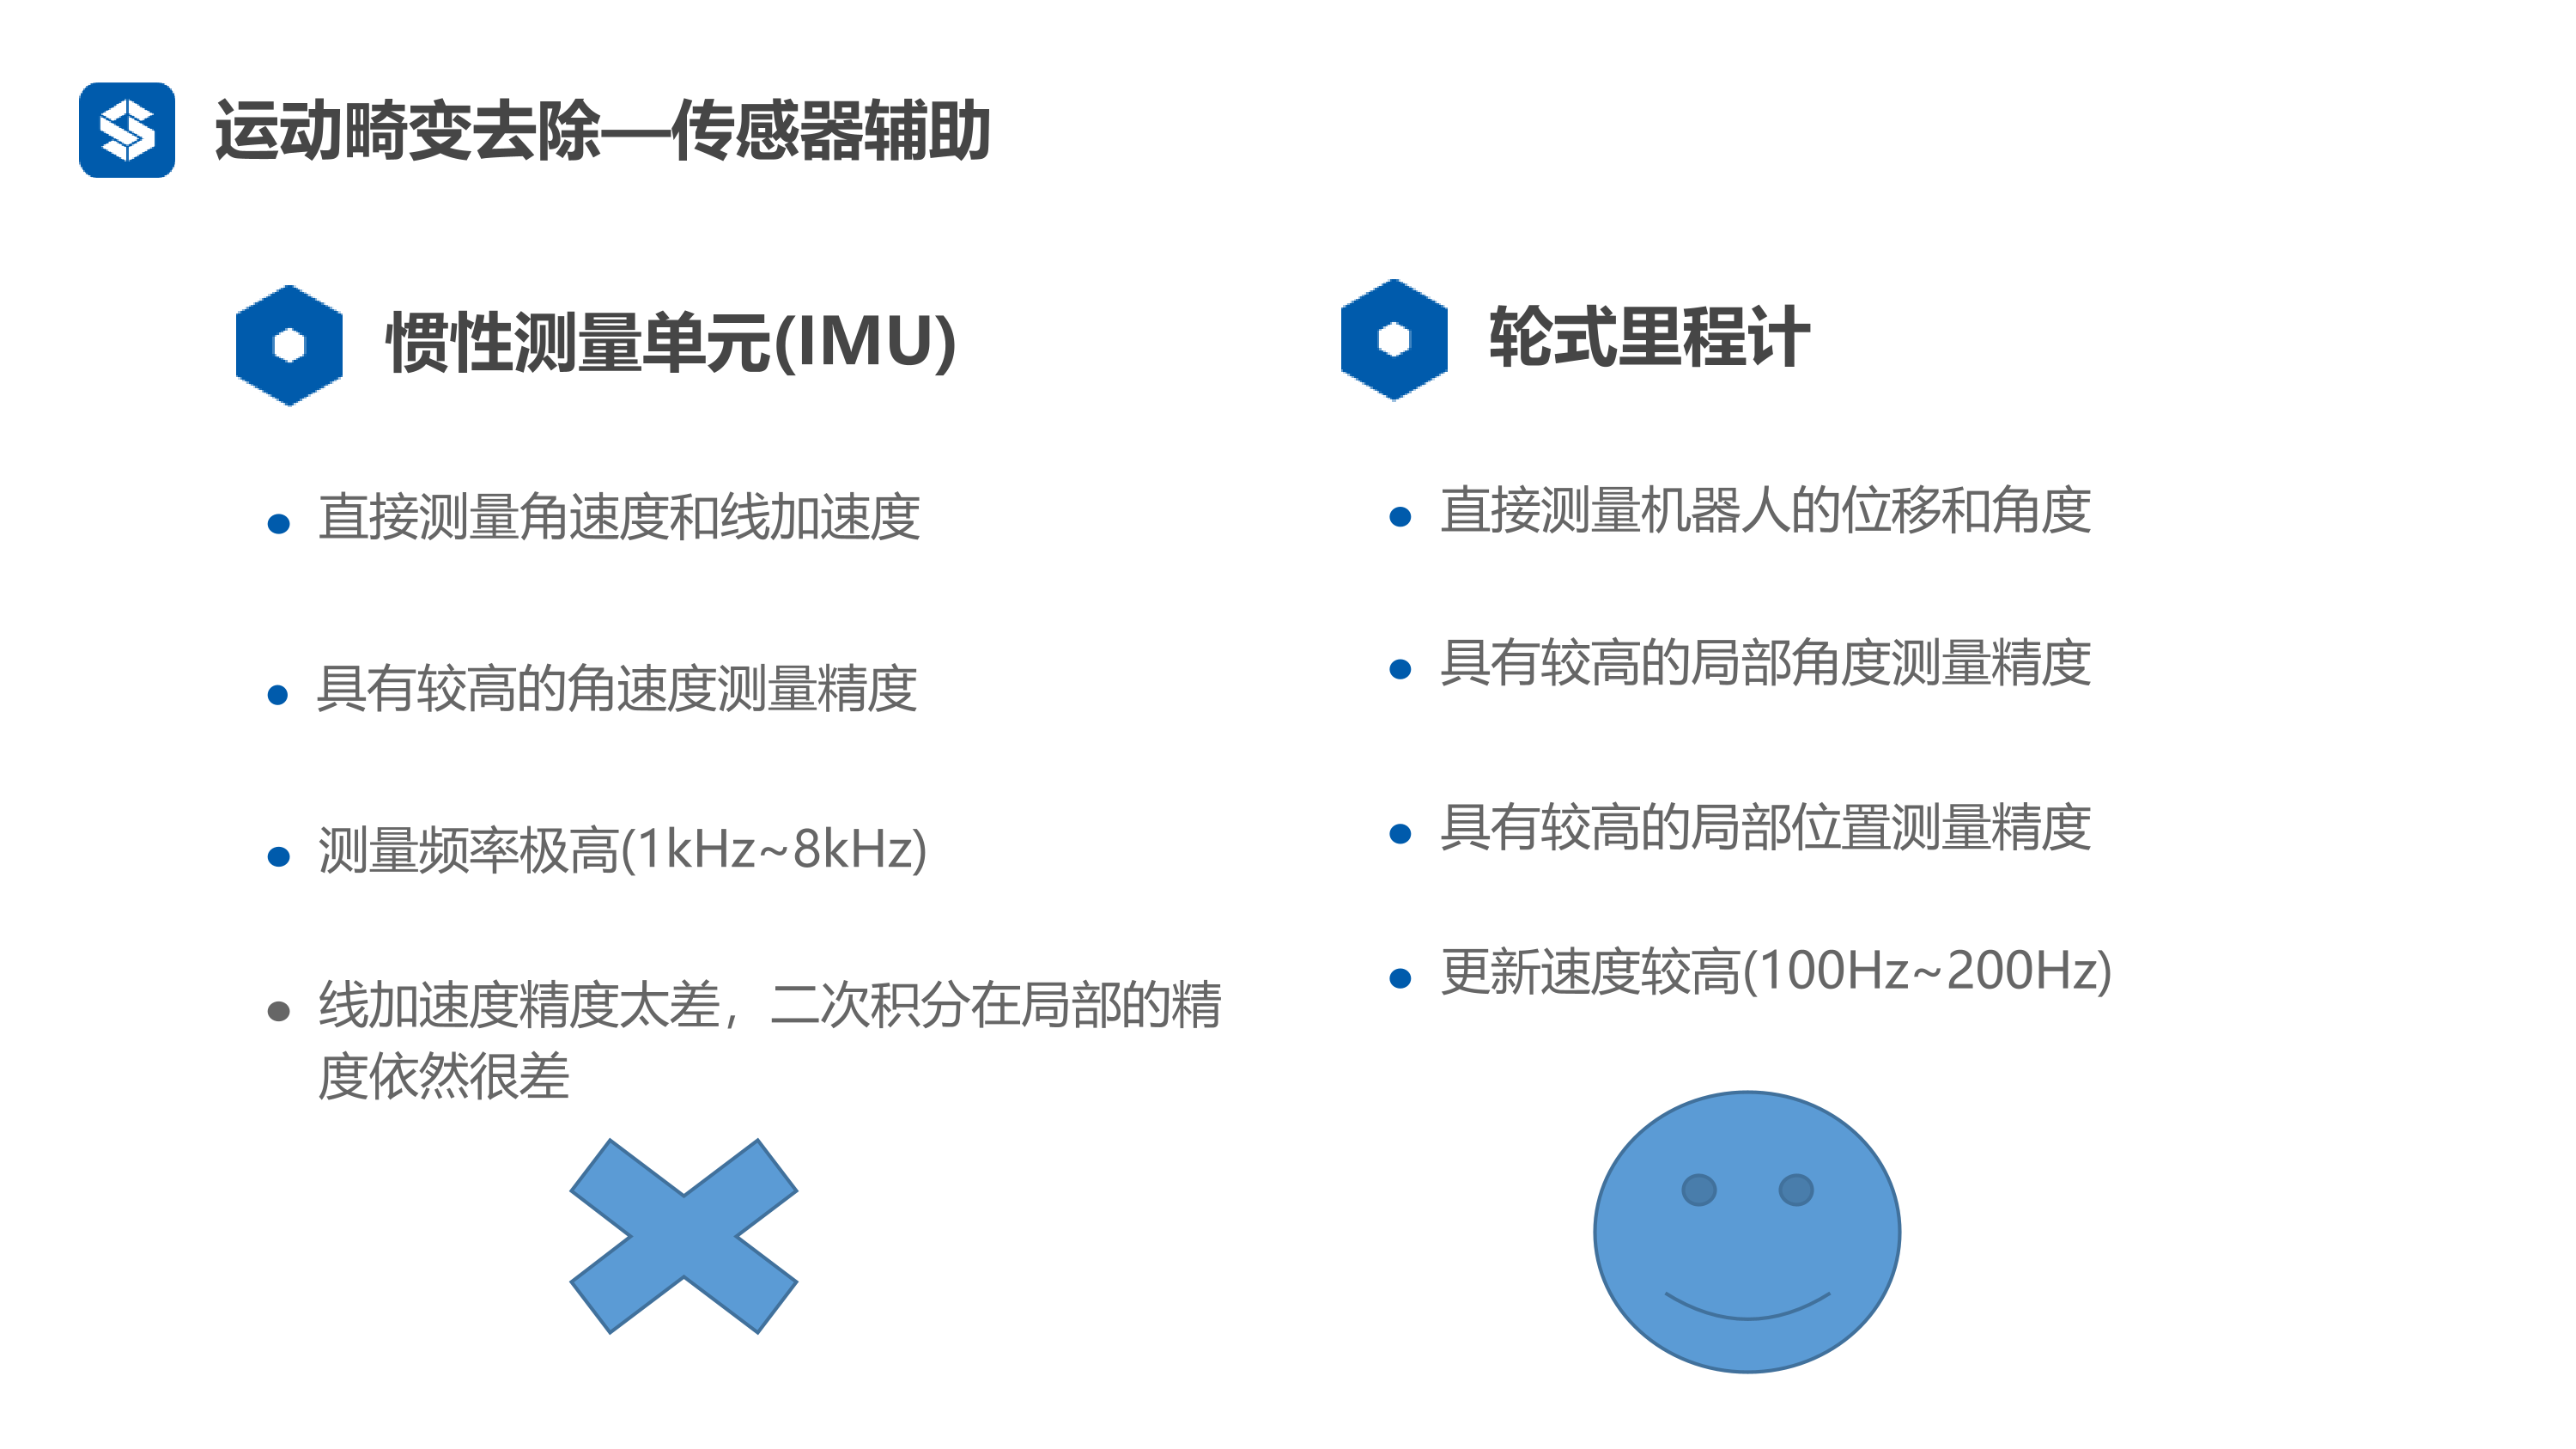 运动畸变去除—传感器辅助
惯性测量单元(IMU)
直接测量角速度和线加速度
具有较高的角速度测量精度
测量频率极高(1kHz~8kHz)
线加速度精度太差，二次积分在局部的精
度依然很差
轮式里程计
直接测量机器人的位移和角度
具有较高的局部角度测量精度
具有较高的局部位置测量精度
更新速度较高(100Hz~200Hz)